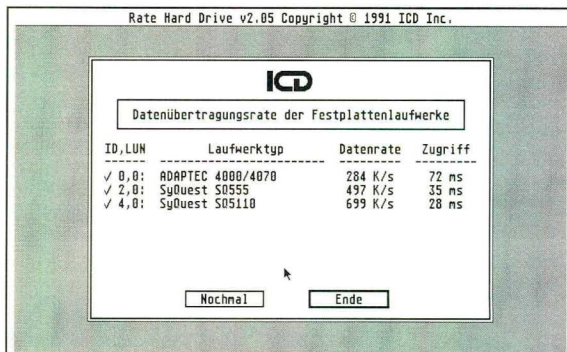 Rate Hard Drive v2.05 Copyright © 1991 ICD Inc.
ICD
Datenübertragungsrate der Festplattenlaufwerke
ID,LUN Laufwerktyp Datenrate Zugriff
✓ 0,0: ADAPTEC 4000/4070 284 K/s 72 ms
✓ 2,0: SyQuest SQ555 497 K/s 35 ms
✓ 4,0: SyQuest SQ5110 699 K/s 28 ms
Nochmal Ende